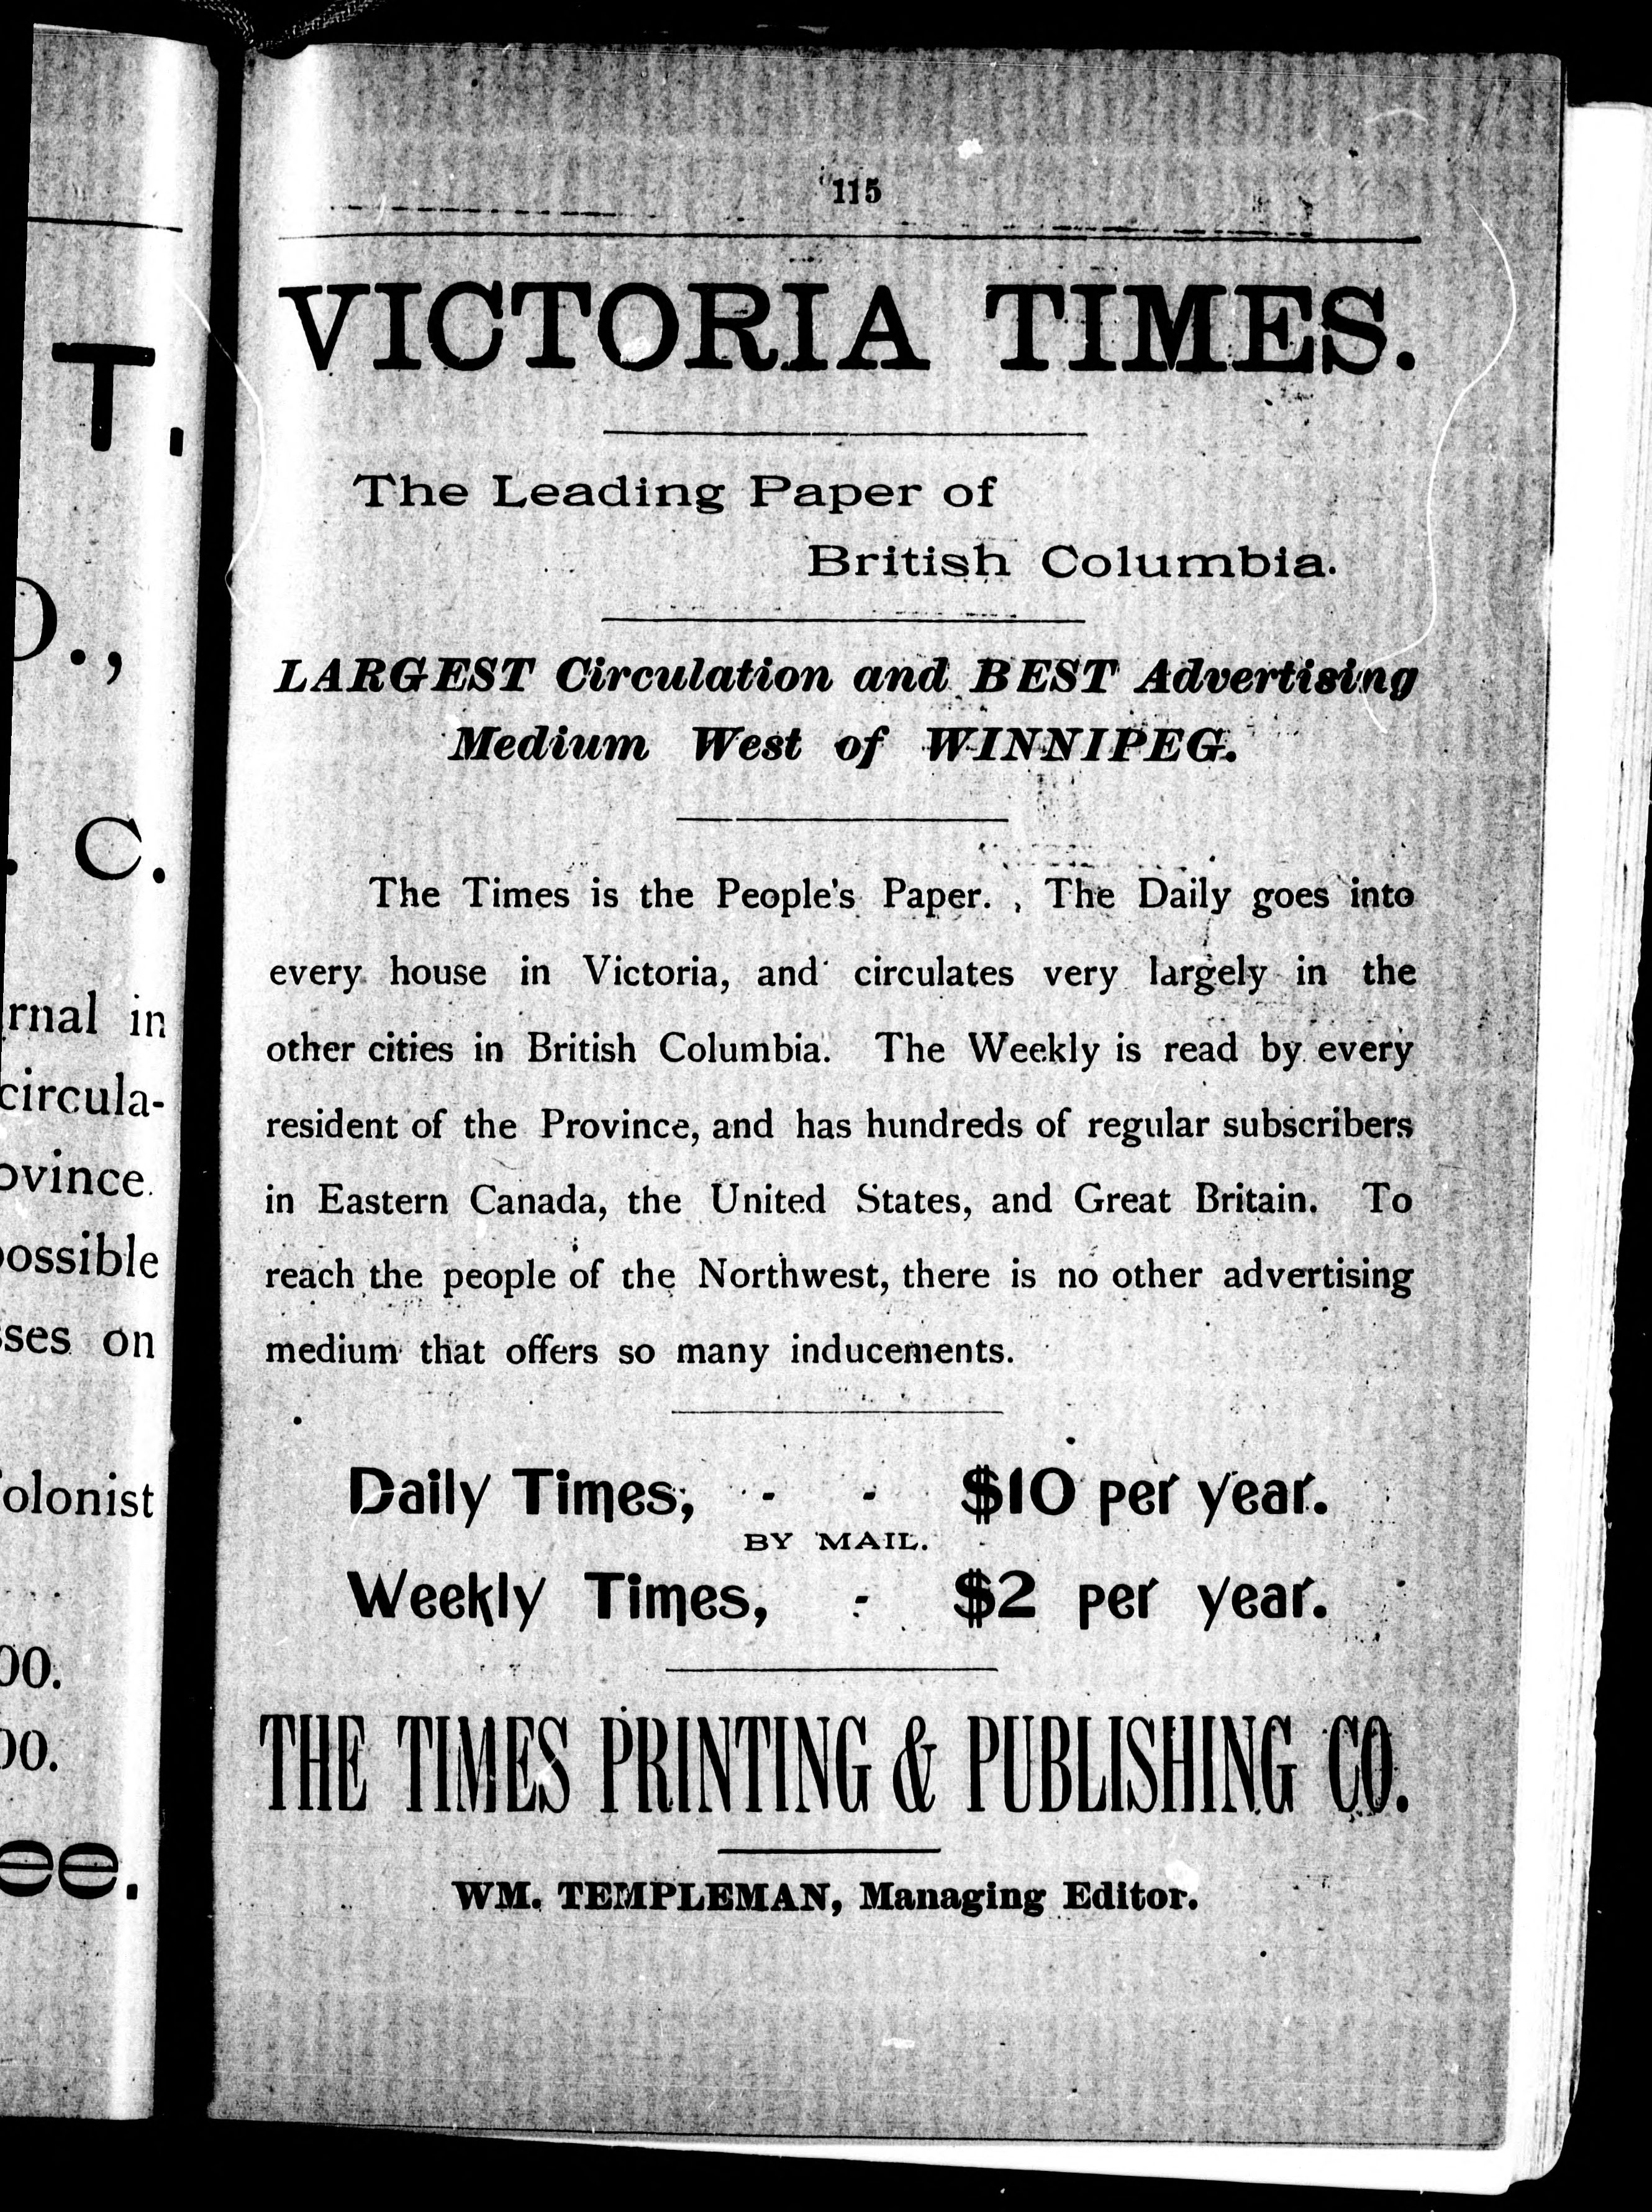 T.
O.,
. C.
rnal in
circula-
ovince.
possible
sses on
olonist
00.
00.
ee.
115
VICTORIA TIMES.
The Leading Paper of
British Columbia.
LARGEST Circulation and BEST Advertising
Medium West of WINNIPEG.
The Times is the People's Paper. The Daily goes into
every house in Victoria, and circulates very largely in the
other cities in British Columbia. The Weekly is read by every
resident of the Province, and has hundreds of regular subscribers
in Eastern Canada, the United States, and Great Britain. To
reach the people of the Northwest, there is no other advertising
medium that offers so many inducements.
Daily Times, - - $10 per year.
BY MAIL.
Weekly Times, - $2 per year.
THE TIMES PRINTING & PUBLISHING CO.
WM. TEMPLEMAN, Managing Editor.